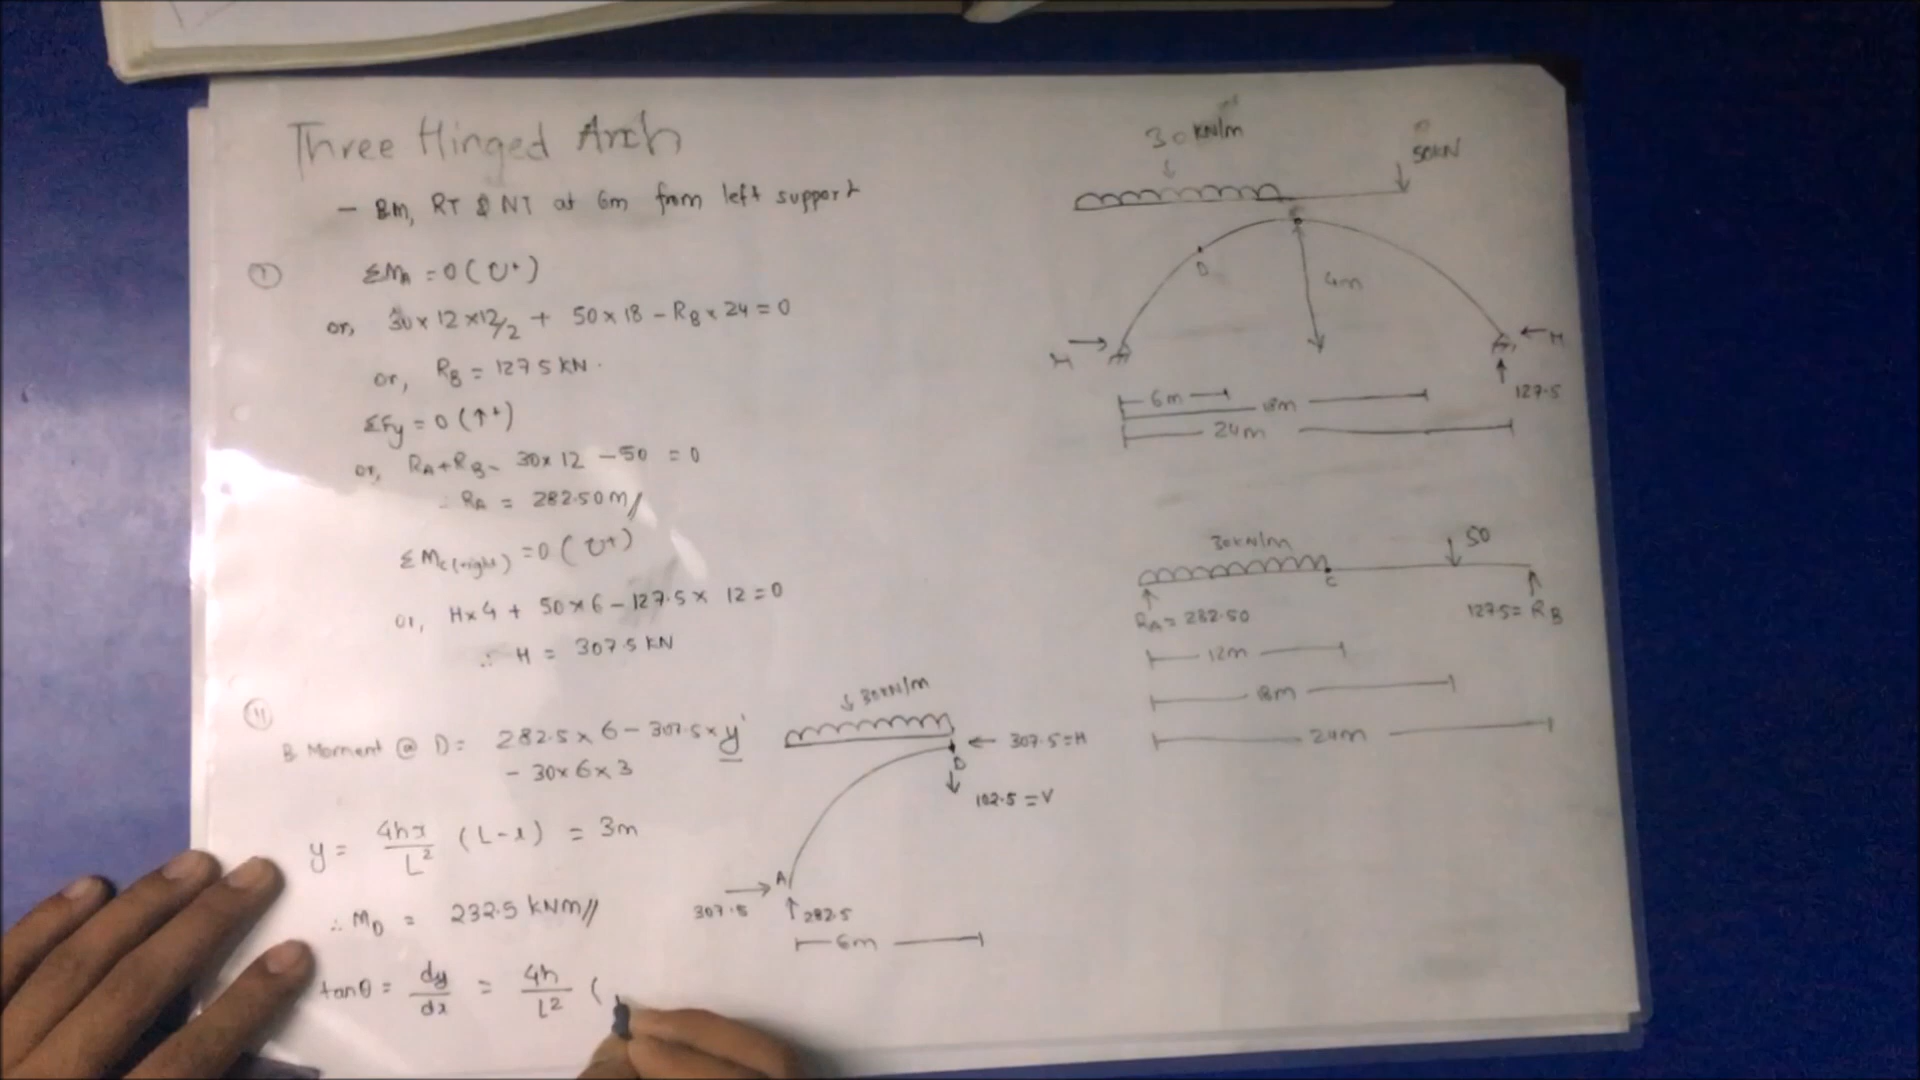 Three Hinged Arch
- BM, RT & NT at 6m from left support
① ΣMA = 0 (↻+)
or, 30 x 12 x 12/2 + 50 x 18 - RB x 24 = 0
or, RB = 127.5 KN.
ΣFy = 0 (↑+)
or, RA + RB - 30 x 12 - 50 = 0
∴ RA = 282.50 m//
ΣMc(right) = 0 (↻+)
or, H x 4 + 50 x 6 - 127.5 x 12 = 0
∴ H = 307.5 KN
⑪ B Moment @ D = 282.5 x 6 - 307.5 x y
- 30 x 6 x 3
y = 4hx/L² (L-x) = 3m
∴ MD = 232.5 kNm//
tanθ = dy/dx = 4h/L² (
30 KN/m
50KN
C
D
4m
H
H
127.5
6m
18m
24m
30KN/m
50
C
RA = 282.50
127.5 = RB
12m
18m
24m
30KN/m
307.5 = H
D
102.5 = V
A
307.5
282.5
6m